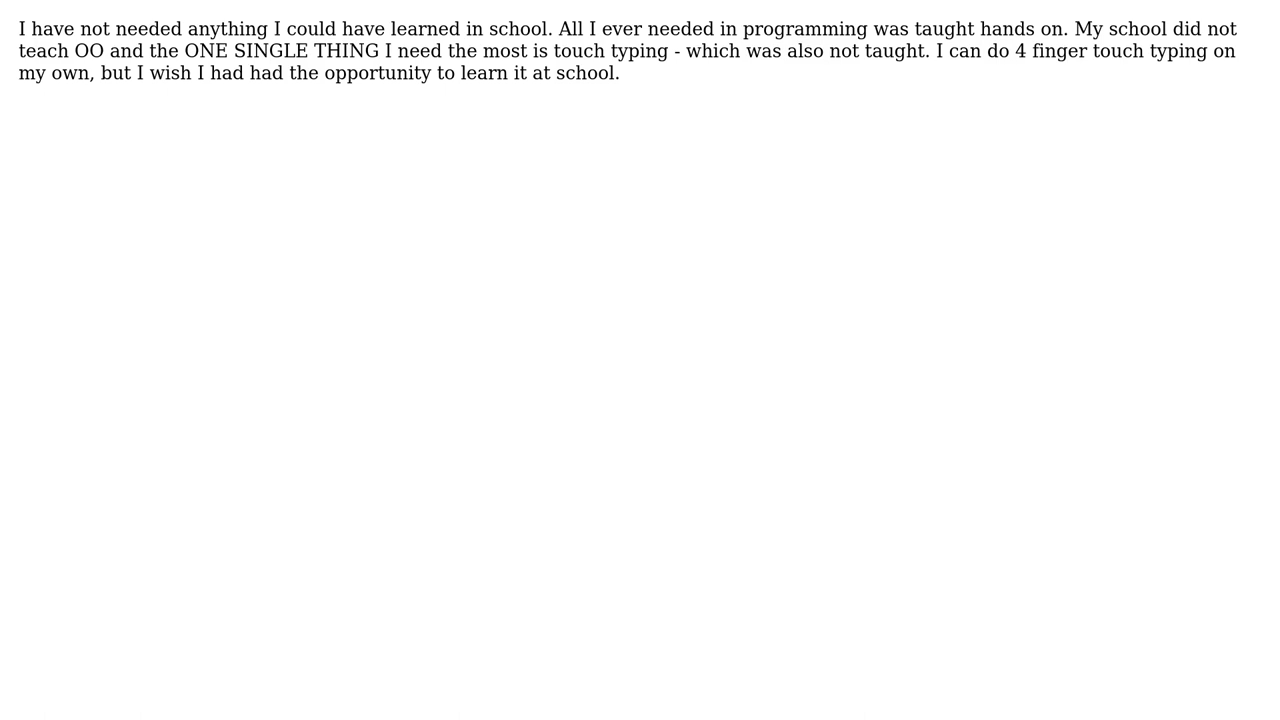 I have not needed anything I could have learned in school. All I ever needed in programming was taught hands on. My school did not
teach OO and the ONE SINGLE THING I need the most is touch typing - which was also not taught. I can do 4 finger touch typing on
my own, but I wish I had had the opportunity to learn it at school.